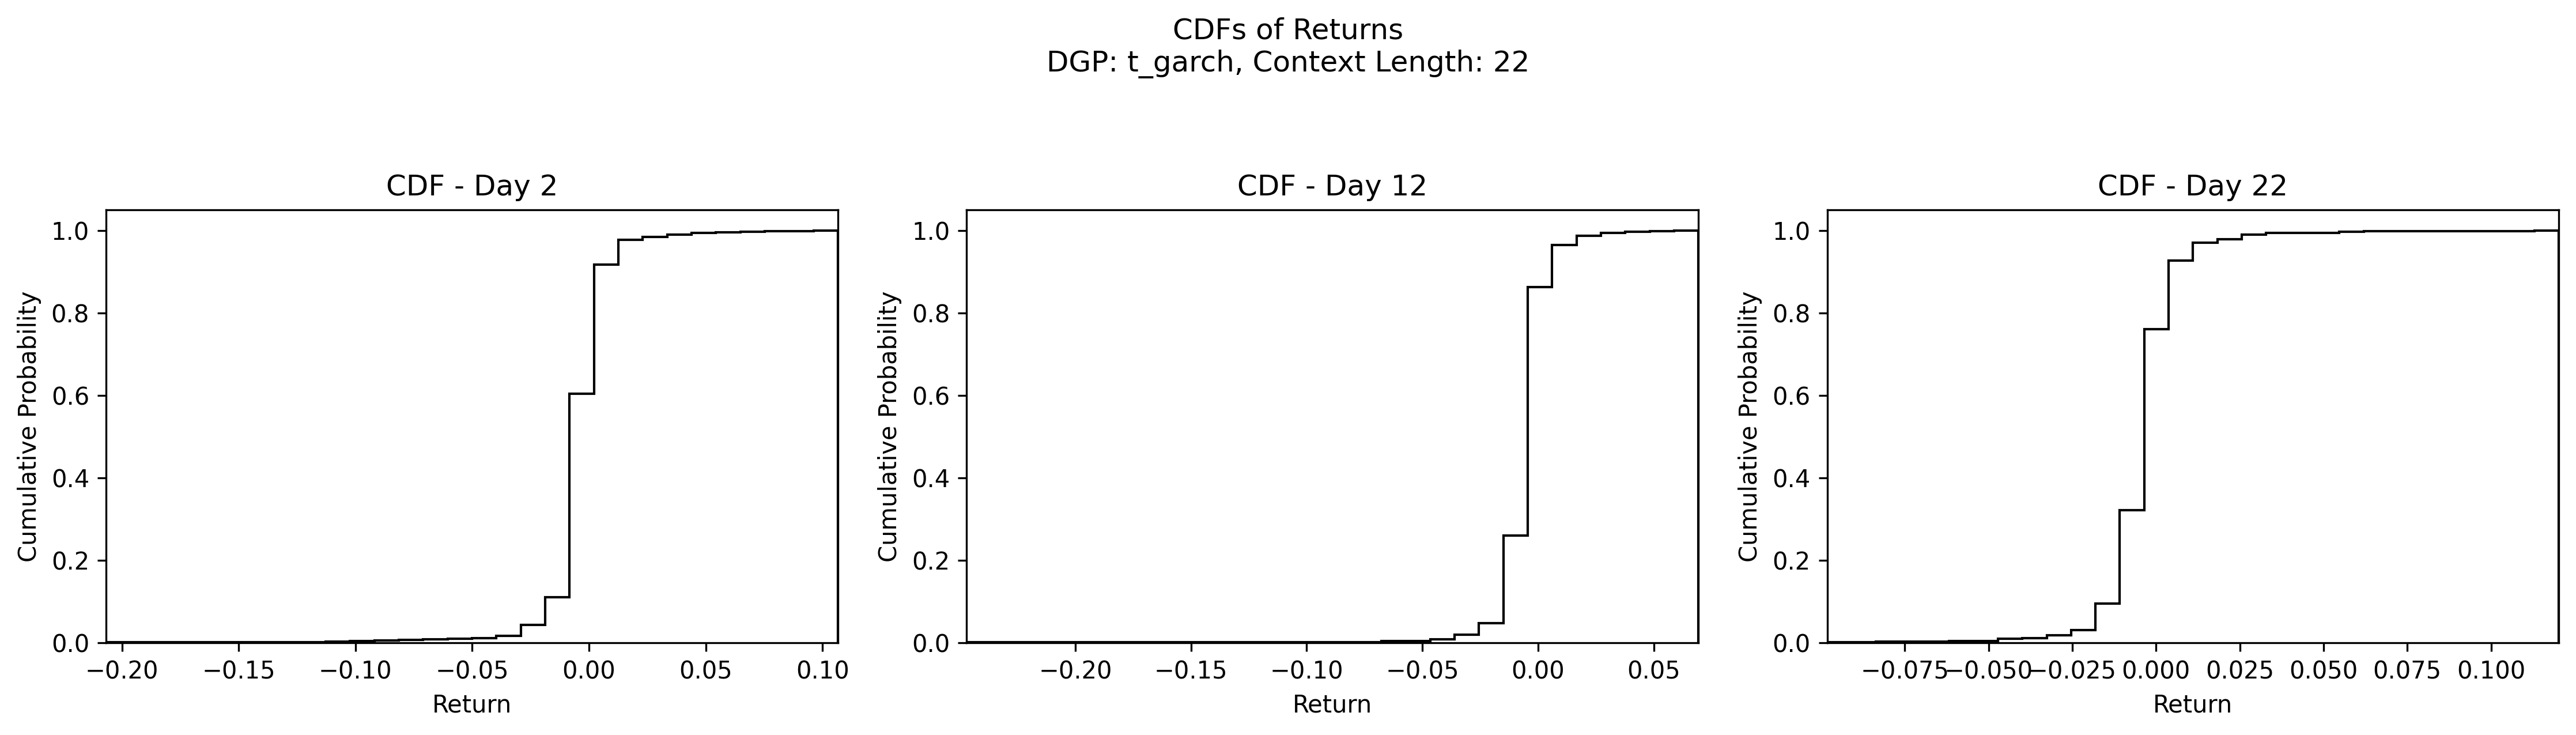 CDFs of Returns
DGP: t_garch, Context Length: 22
CDF - Day 2
Cumulative Probability
1.0
0.8
0.6
0.4
0.2
0.0
−0.20 −0.15 −0.10 −0.05 0.00 0.05 0.10
Return
CDF - Day 12
Cumulative Probability
1.0
0.8
0.6
0.4
0.2
0.0
−0.20 −0.15 −0.10 −0.05 0.00 0.05
Return
CDF - Day 22
Cumulative Probability
1.0
0.8
0.6
0.4
0.2
0.0
−0.075 −0.050 −0.025 0.000 0.025 0.050 0.075 0.100
Return